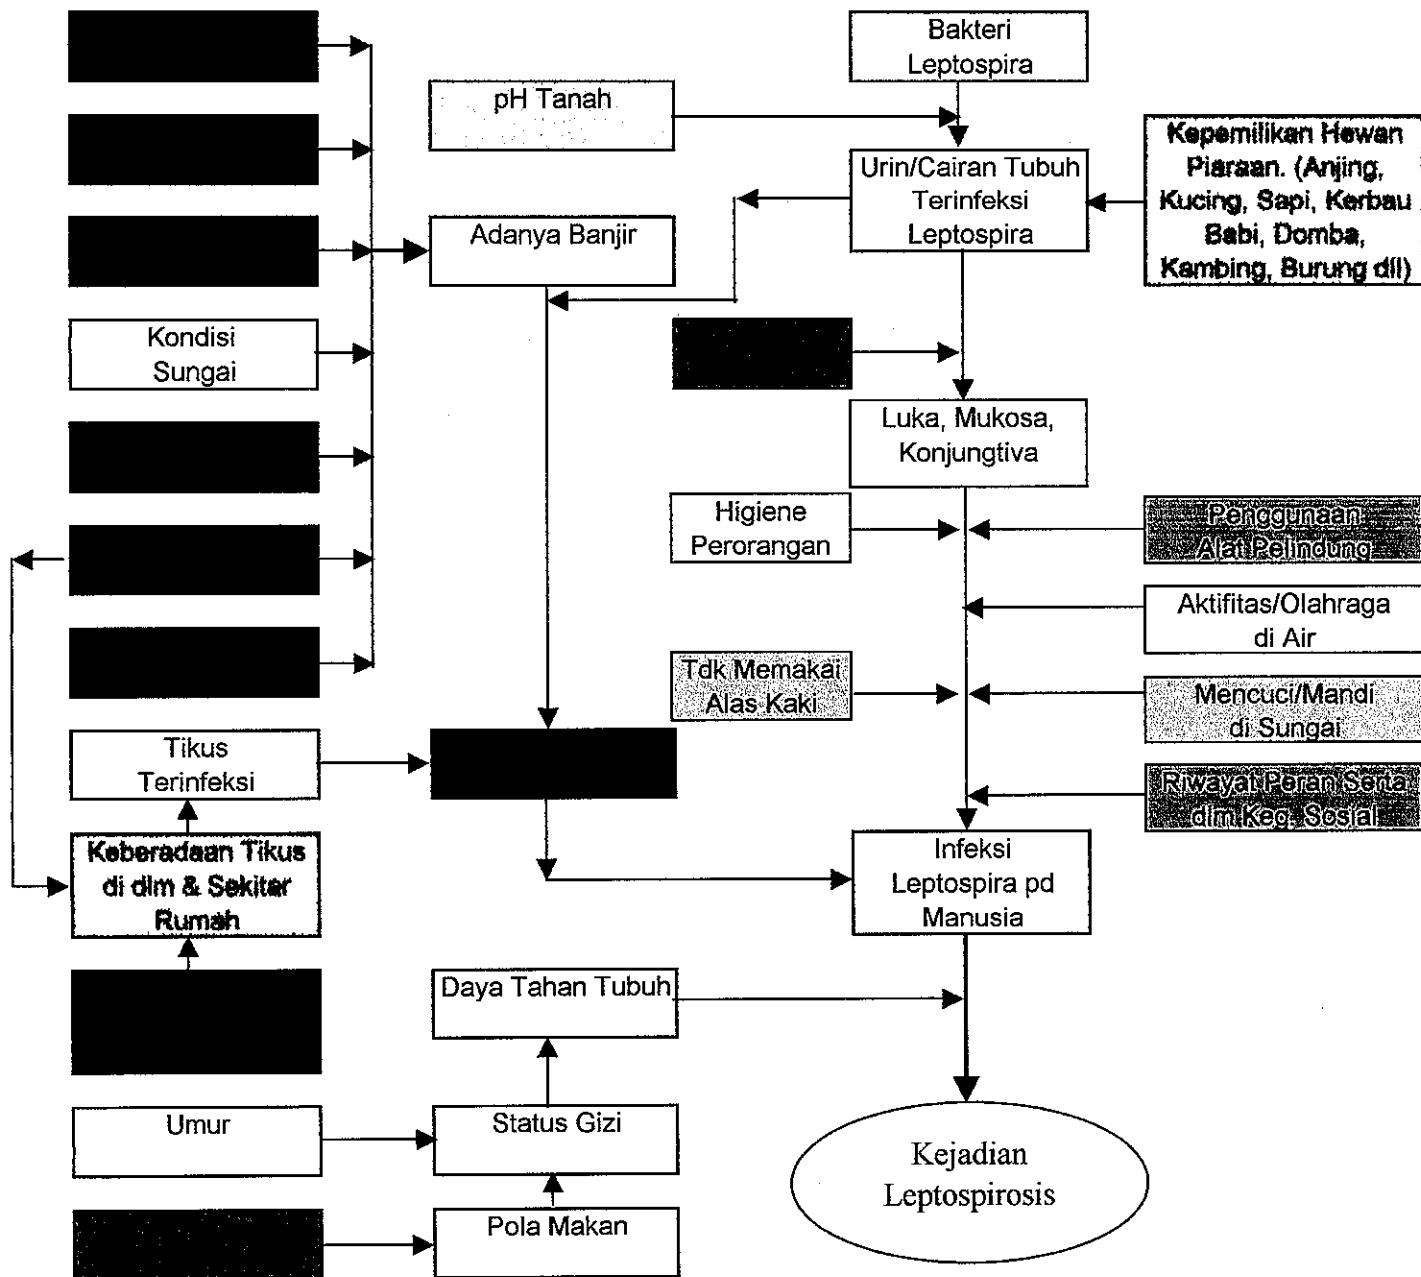 Bakteri
Leptospira
pH Tanah
Kepemilikan Hewan
Piaraan. (Anjing,
Kucing, Sapi, Kerbau
Babi, Domba,
Kambing, Burung dll)
Urin/Cairan Tubuh
Terinfeksi
Leptospira
Adanya Banjir
Kondisi
Sungai
Luka, Mukosa,
Konjungtiva
Higiene
Perorangan
Penggunaan
Alat Pelindung
Aktifitas/Olahraga
di Air
Tdk Memakai
Alas Kaki
Mencuci/Mandi
di Sungai
Tikus
Terinfeksi
Riwayat Peran Serta
dlm Keg. Sosial
Keberadaan Tikus
di dlm & Sekitar
Rumah
Infeksi
Leptospira pd
Manusia
Daya Tahan Tubuh
Umur
Status Gizi
Kejadian
Leptospirosis
Pola Makan